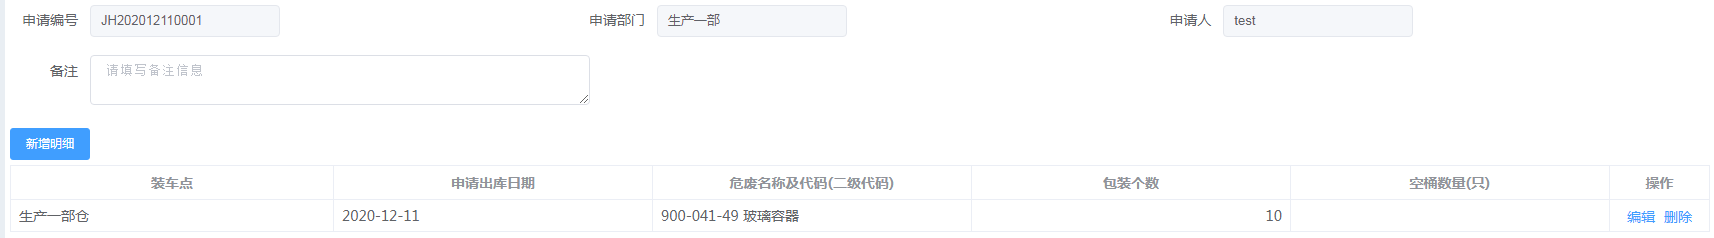 申请编号 JH202012110001 申请部门 生产一部 申请人 test
备注 请填写备注信息
新增明细
装车点 申请出库日期 危废名称及代码(二级代码) 包装个数 空桶数量(只) 操作
生产一部仓 2020-12-11 900-041-49 玻璃容器 10 编辑 删除